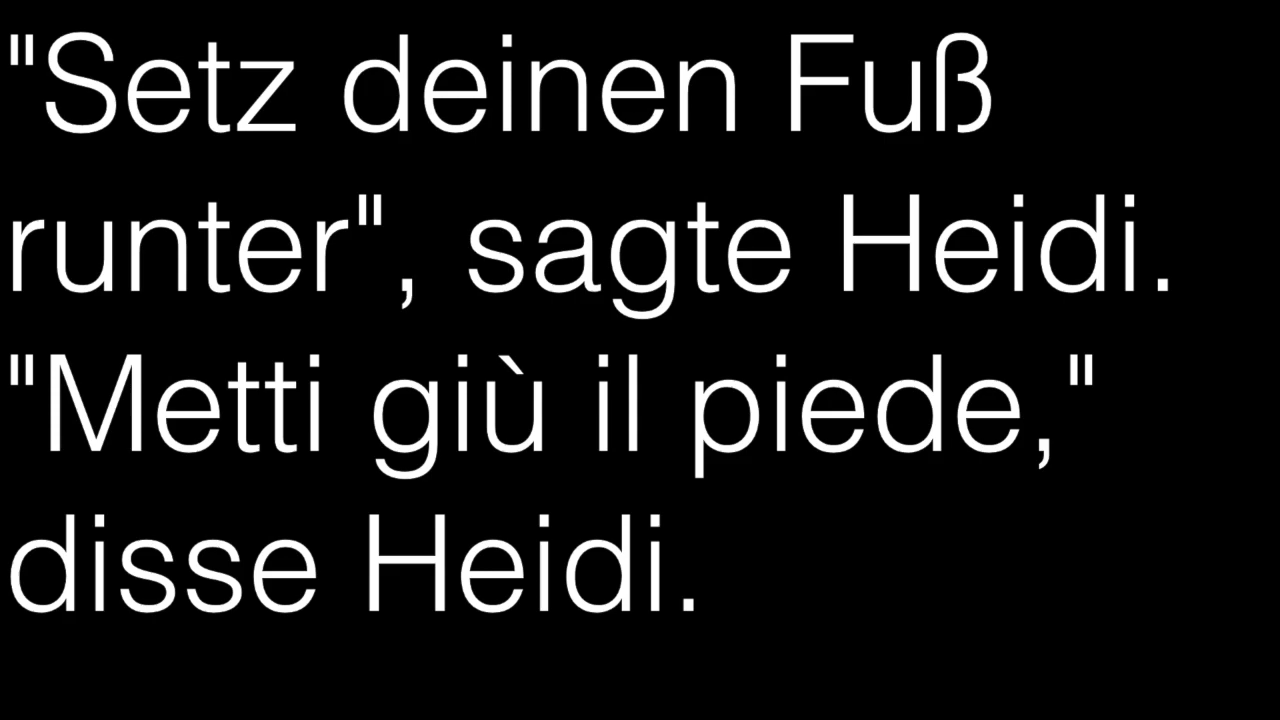 "Setz deinen Fuß
runter", sagte Heidi.
"Metti giù il piede,"
disse Heidi.